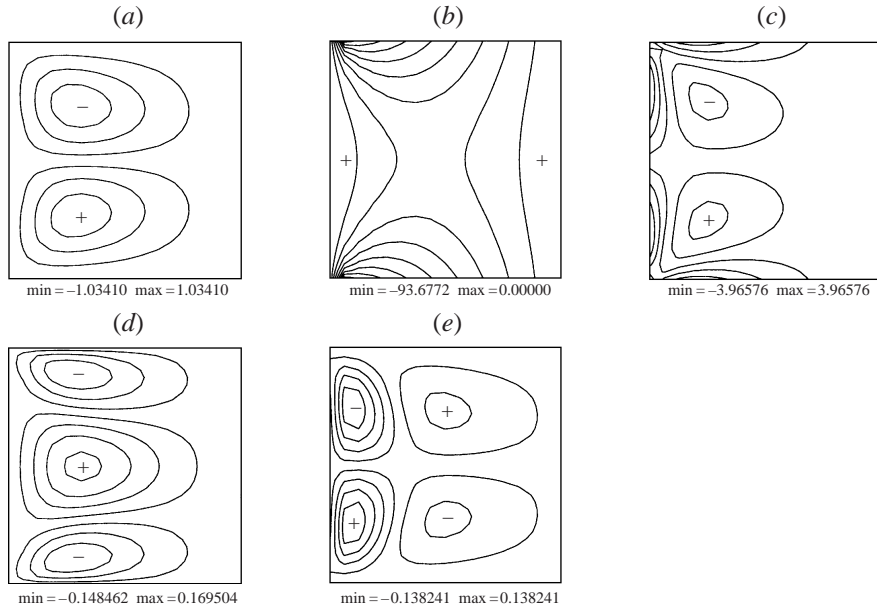 (a)
(b)
(c)
−
+
+
+
−
+
min = −1.03410 max = 1.03410
min = −93.6772 max = 0.00000
min = −3.96576 max = 3.96576
(d)
(e)
−
+
−
−
+
+
−
min = −0.148462 max = 0.169504
min = −0.138241 max = 0.138241